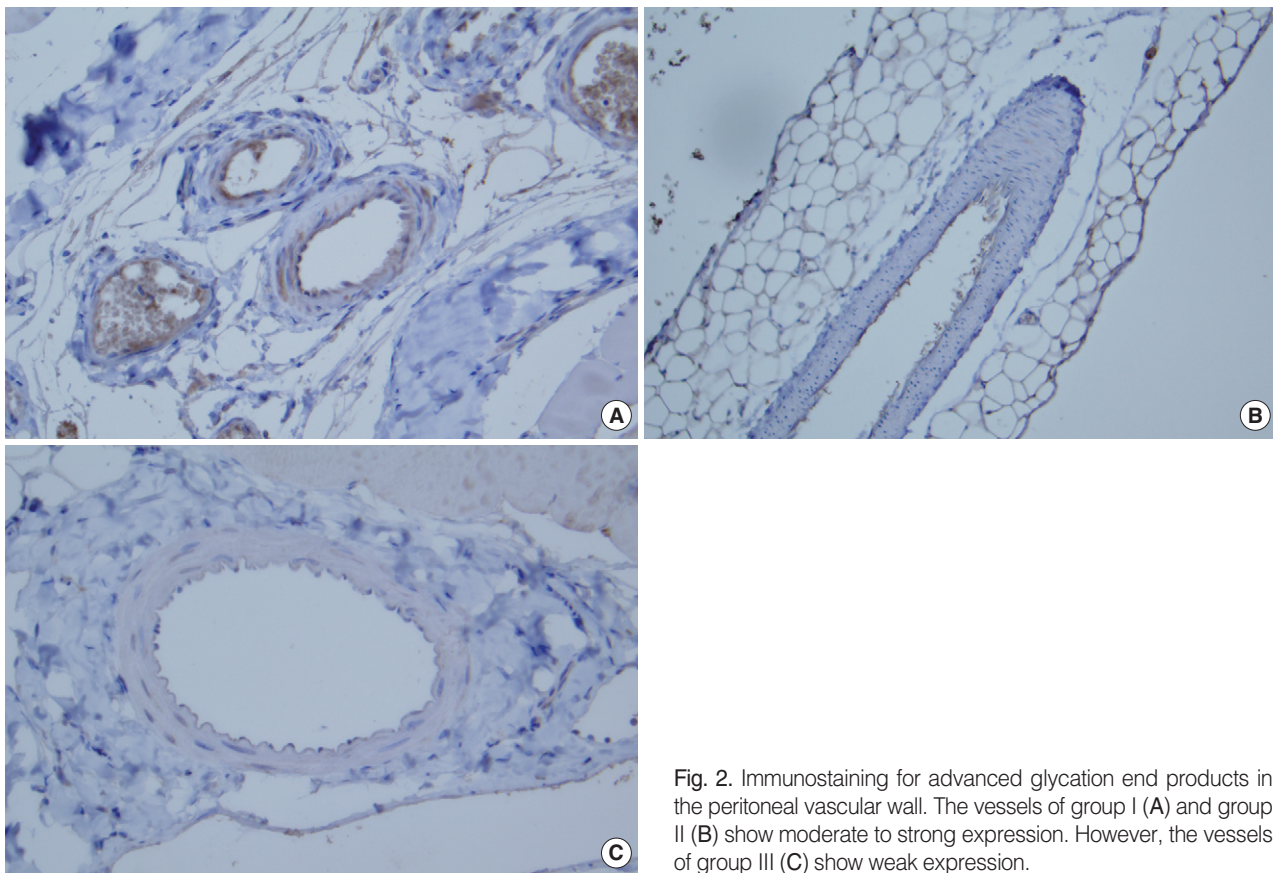 A
B
C
Fig. 2. Immunostaining for advanced glycation end products in
the peritoneal vascular wall. The vessels of group I (A) and group
II (B) show moderate to strong expression. However, the vessels
of group III (C) show weak expression.